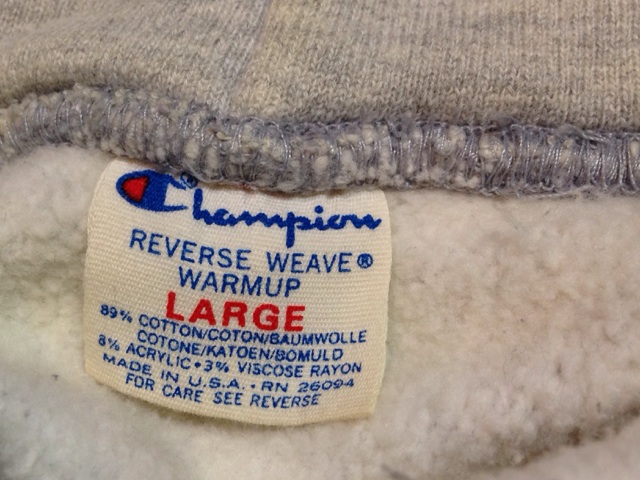 Champion
REVERSE WEAVE®
WARMUP
LARGE
89% COTTON/COTON/BAUMWOLLE
COTONE/KATOEN/BOMULD
8% ACRYLIC • 3% VISCOSE RAYON
MADE IN U.S.A. • RN 26094
FOR CARE SEE REVERSE